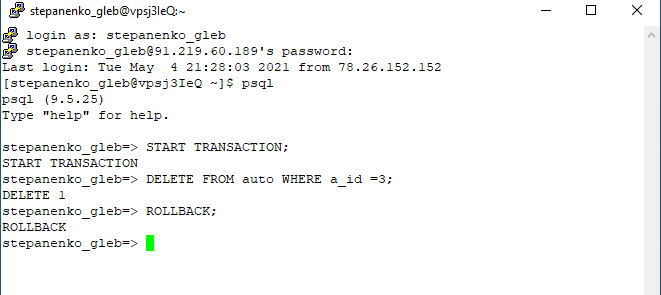 stepanenko_gleb@vpsj3IeQ:~
login as: stepanenko_gleb
stepanenko_gleb@91.219.60.189's password:
Last login: Tue May  4 21:28:03 2021 from 78.26.152.152
[stepanenko_gleb@vpsj3IeQ ~]$ psql
psql (9.5.25)
Type "help" for help.
stepanenko_gleb=> START TRANSACTION;
START TRANSACTION
stepanenko_gleb=> DELETE FROM auto WHERE a_id =3;
DELETE 1
stepanenko_gleb=> ROLLBACK;
ROLLBACK
stepanenko_gleb=>